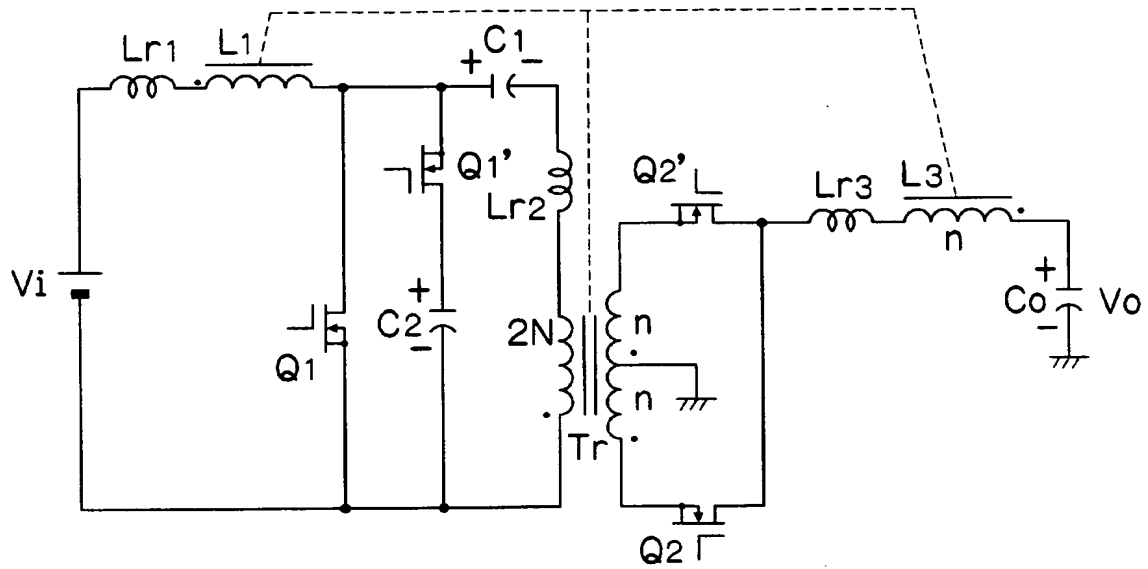 Lr1
L1
C1
+
-
Q1'
Lr2
Q2'
Lr3
L3
n
Vi
+
C2
-
Q1
2N
n
n
Tr
Q2
+
Co
-
Vo